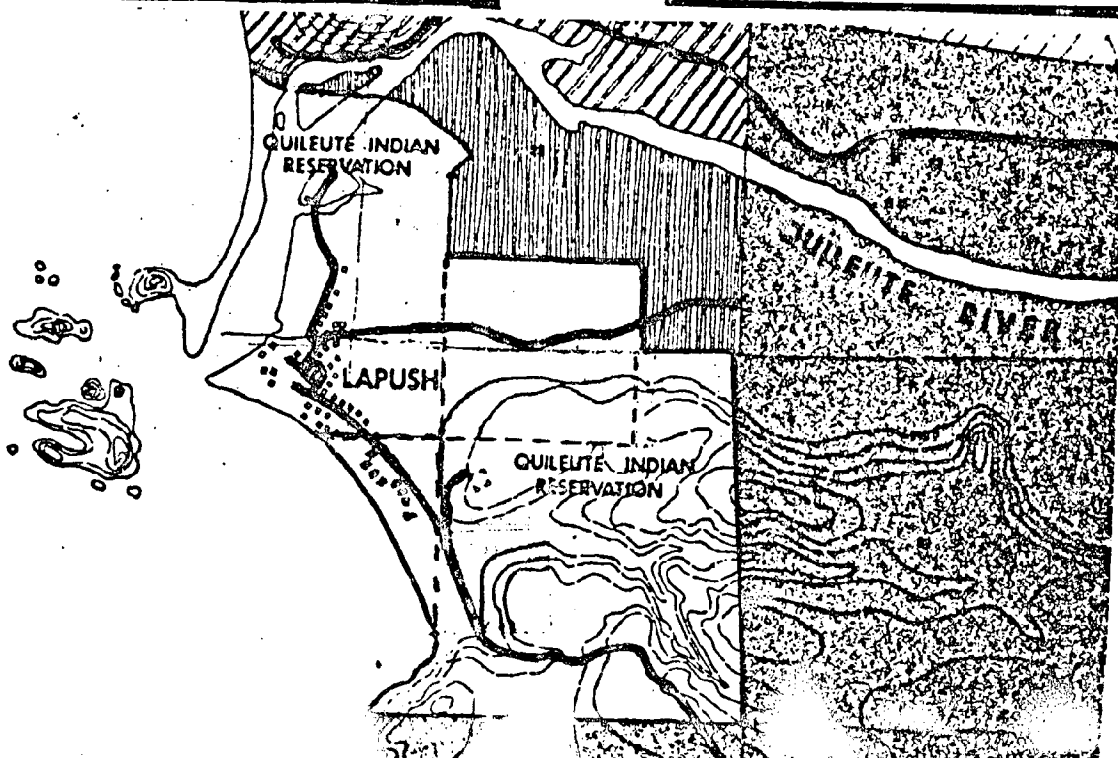 QUILEUTE INDIAN
RESERVATION
QUILEUTE RIVER
LAPUSH
QUILEUTE INDIAN
RESERVATION